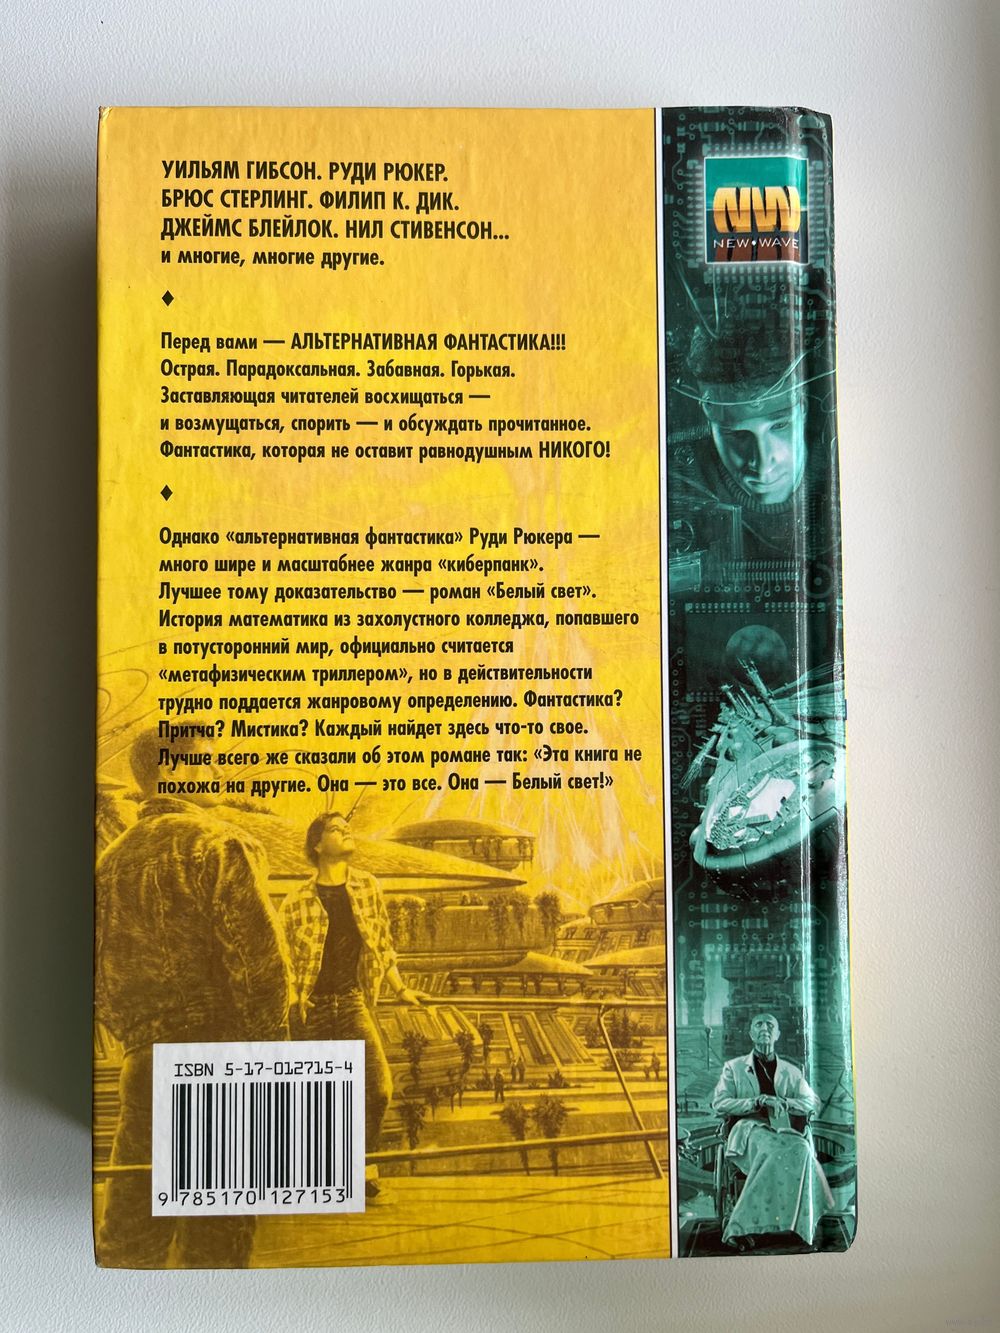 УИЛЬЯМ ГИБСОН. РУДИ РЮКЕР.
БРЮС СТЕРЛИНГ. ФИЛИП К. ДИК.
ДЖЕЙМС БЛЕЙЛОК. НИЛ СТИВЕНСОН...
и многие, многие другие.
Перед вами — АЛЬТЕРНАТИВНАЯ ФАНТАСТИКА!!!
Острая. Парадоксальная. Забавная. Горькая.
Заставляющая читателей восхищаться —
и возмущаться, спорить — и обсуждать прочитанное.
Фантастика, которая не оставит равнодушным НИКОГО!
Однако «альтернативная фантастика» Руди Рюкера —
много шире и масштабнее жанра «киберпанк».
Лучшее тому доказательство — роман «Белый свет».
История математика из захолустного колледжа, попавшего
в потусторонний мир, официально считается
«метафизическим триллером», но в действительности
трудно поддается жанровому определению. Фантастика?
Притча? Мистика? Каждый найдет здесь что-то свое.
Лучше всего же сказали об этом романе так: «Эта книга не
похожа на другие. Она — это все. Она — Белый свет!»
ISBN 5-17-012715-4
9 785170 127153
NW
NEW•WAVE